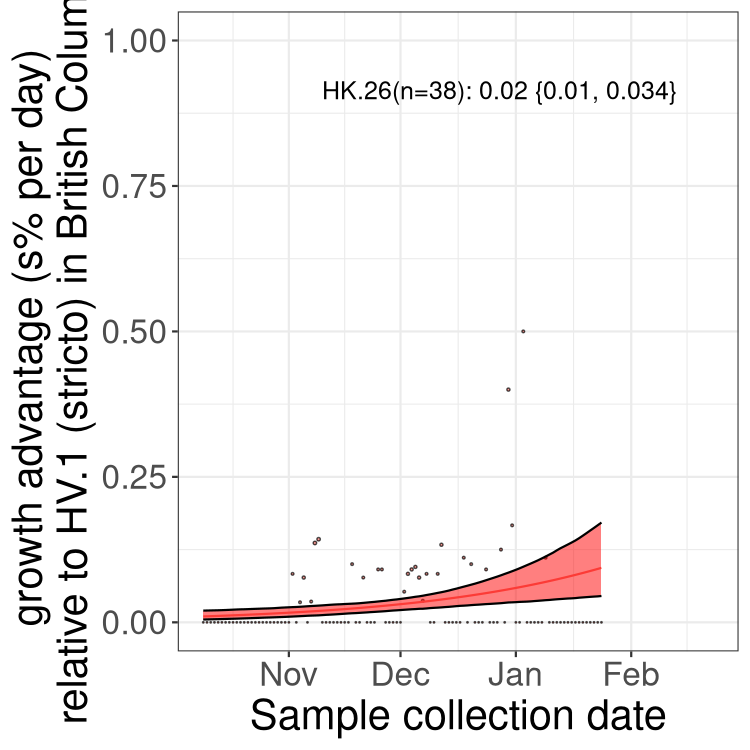 growth advantage (s% per day)
relative to HV.1 (stricto) in British Colum
1.00
0.75
0.50
0.25
0.00
HK.26(n=38): 0.02 {0.01, 0.034}
Nov Dec Jan Feb
Sample collection date